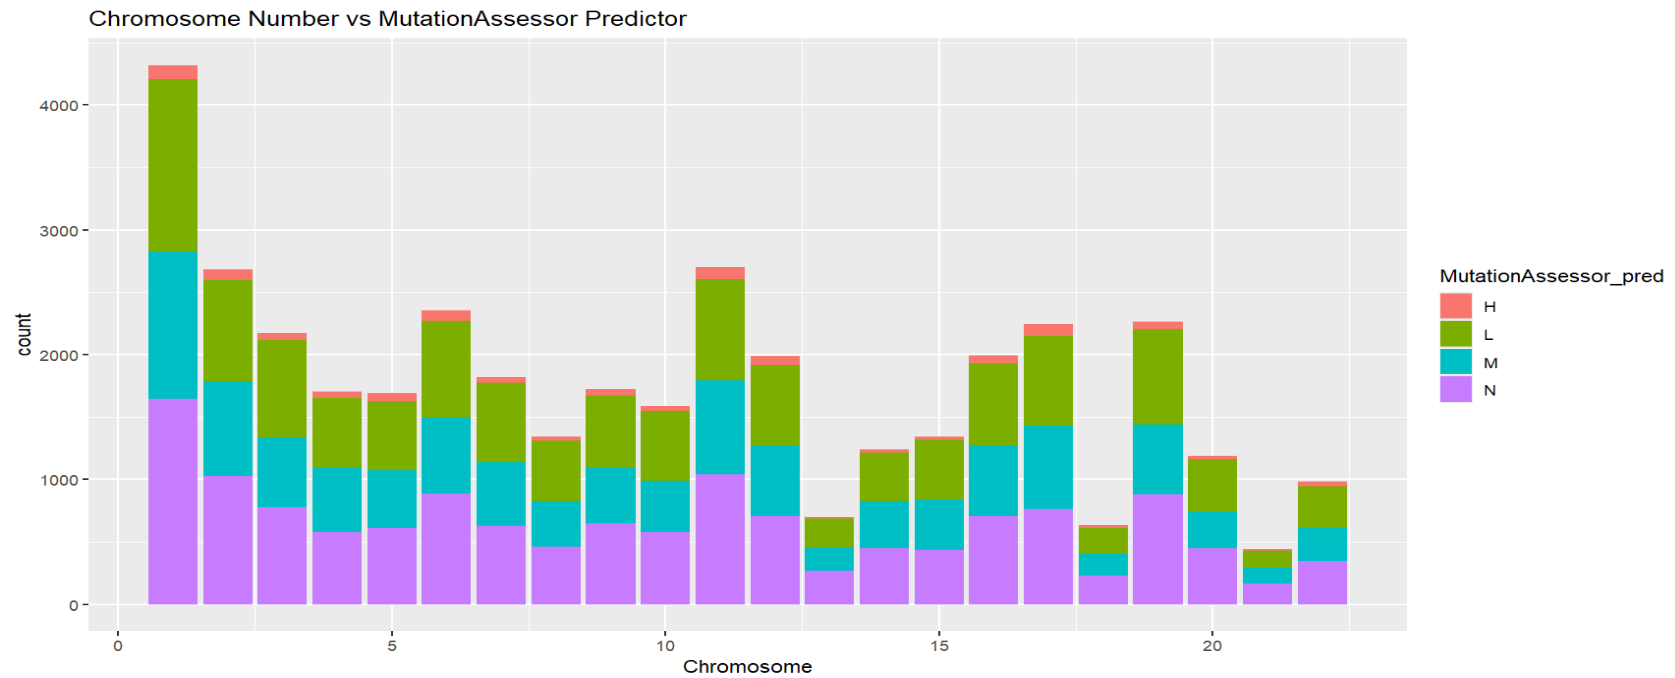 Chromosome Number vs MutationAssessor Predictor
4000
3000
2000
1000
0
count
0 5 10 15 20
Chromosome
MutationAssessor_pred
H
L
M
N